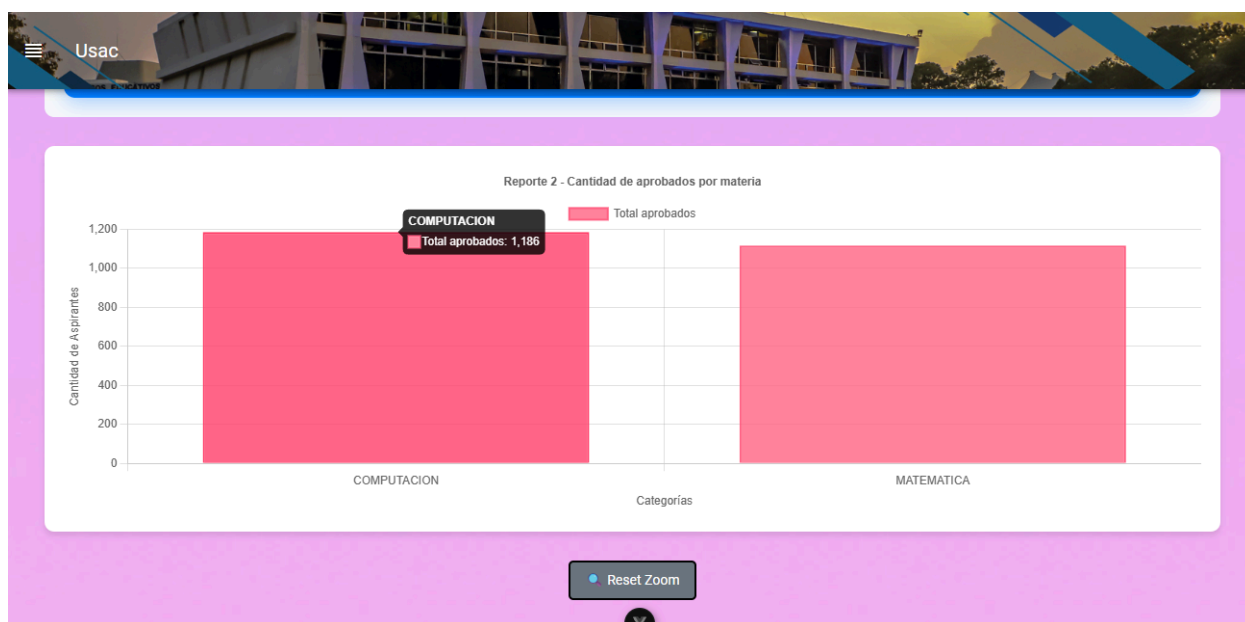 Usac
EDUCATIVOS
Reporte 2 - Cantidad de aprobados por materia
Total aprobados
COMPUTACION
Total aprobados: 1,186
1,200
1,000
800
600
400
200
0
Cantidad de Aspirantes
COMPUTACION
MATEMATICA
Categorías
Reset Zoom